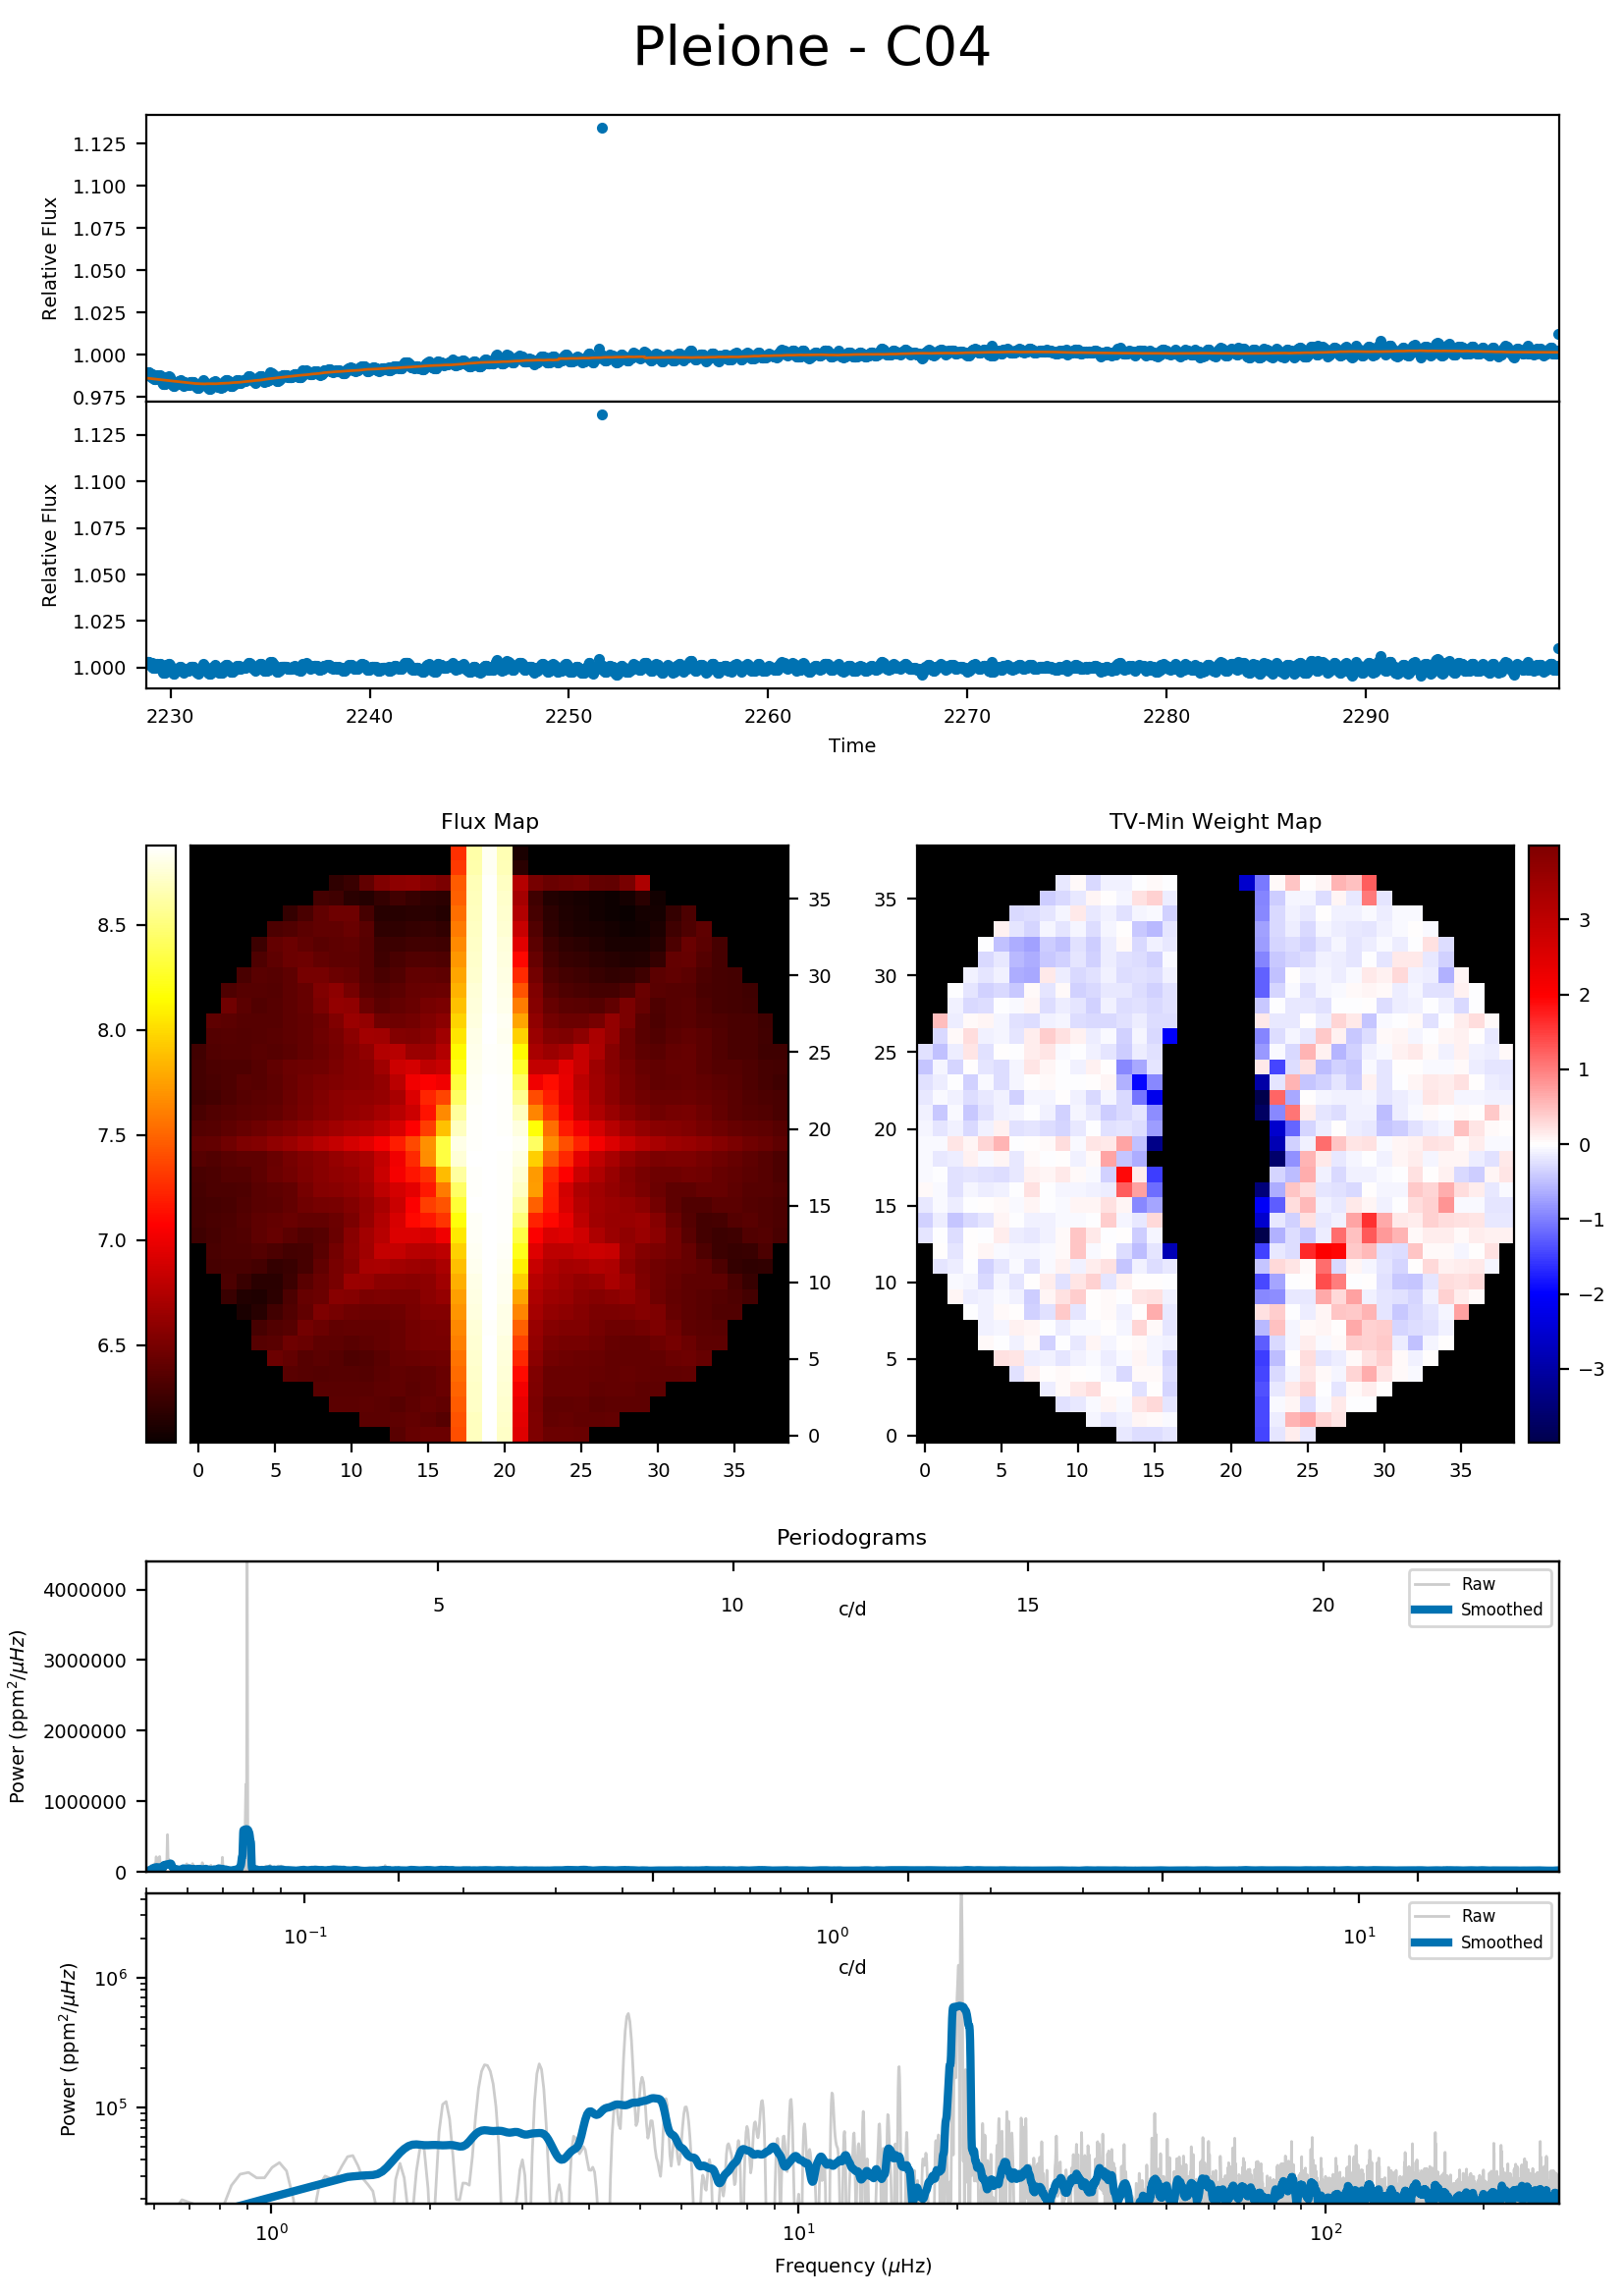 Pleione - C04
1.125
1.100
1.075
1.050
1.025
1.000
0.975
Relative Flux
1.125
1.100
1.075
1.050
1.025
1.000
Relative Flux
2230 2240 2250 2260 2270 2280 2290
Time
Flux Map
8.5
8.0
7.5
7.0
6.5
35
30
25
20
15
10
5
0
0 5 10 15 20 25 30 35
TV-Min Weight Map
35
30
25
20
15
10
5
0
0 5 10 15 20 25 30 35
3
2
1
0
−1
−2
−3
Periodograms
4000000
3000000
2000000
1000000
0
Power (ppm²/μHz)
5 10 15 20
c/d
Raw
Smoothed
10⁻¹ 10⁰ 10¹
c/d
Raw
Smoothed
10⁶
10⁵
Power (ppm²/μHz)
10⁰ 10¹ 10²
Frequency (μHz)